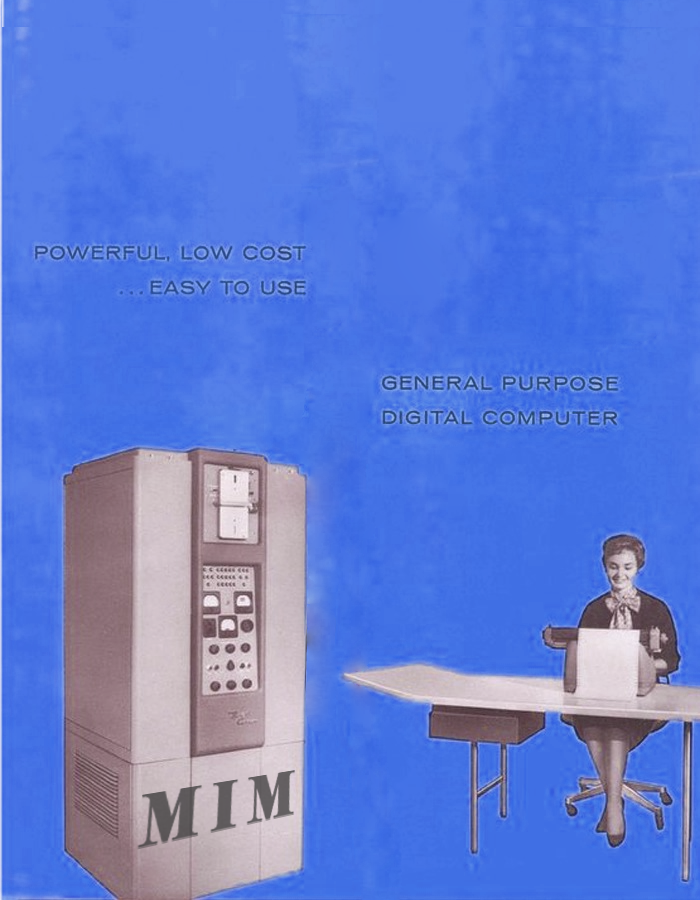 POWERFUL, LOW COST
...EASY TO USE
GENERAL PURPOSE
DIGITAL COMPUTER
MIM